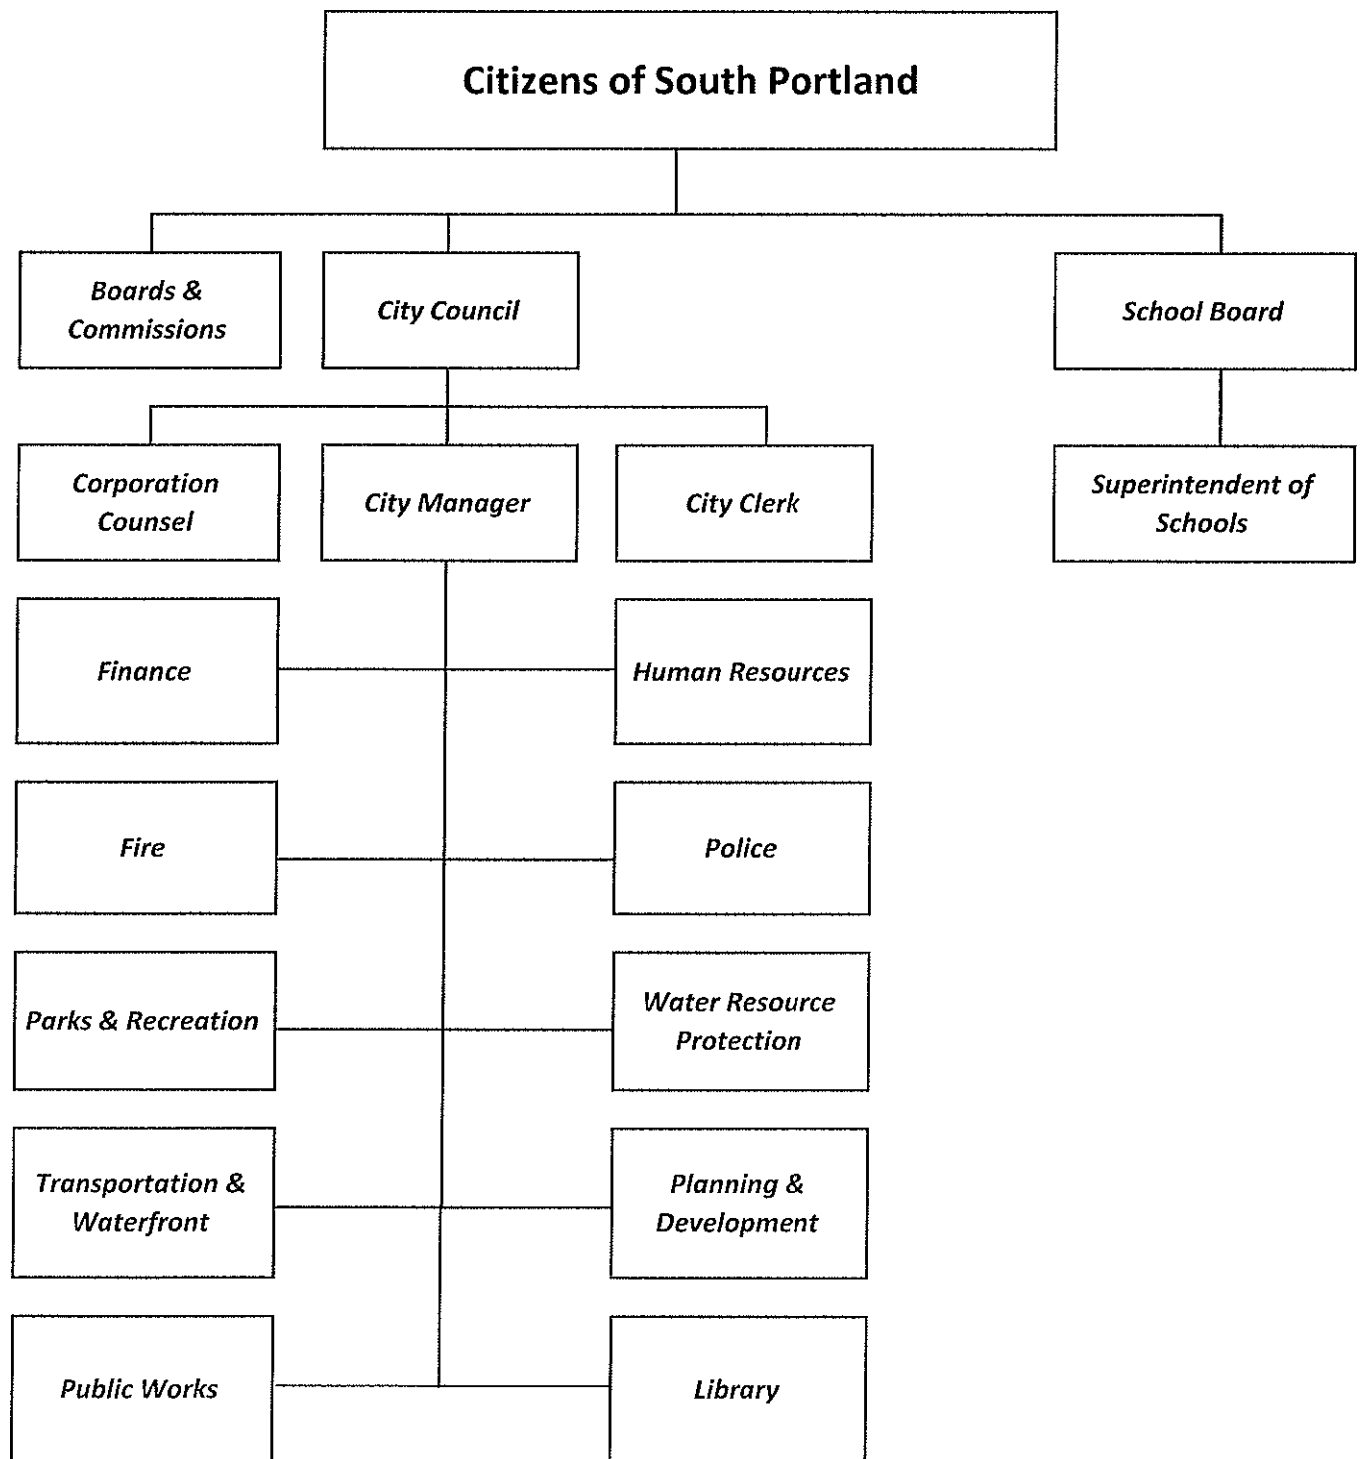 Citizens of South Portland
Boards &
Commissions
City Council
School Board
Corporation
Counsel
City Manager
City Clerk
Superintendent of
Schools
Finance
Human Resources
Fire
Police
Parks & Recreation
Water Resource
Protection
Transportation &
Waterfront
Planning &
Development
Public Works
Library